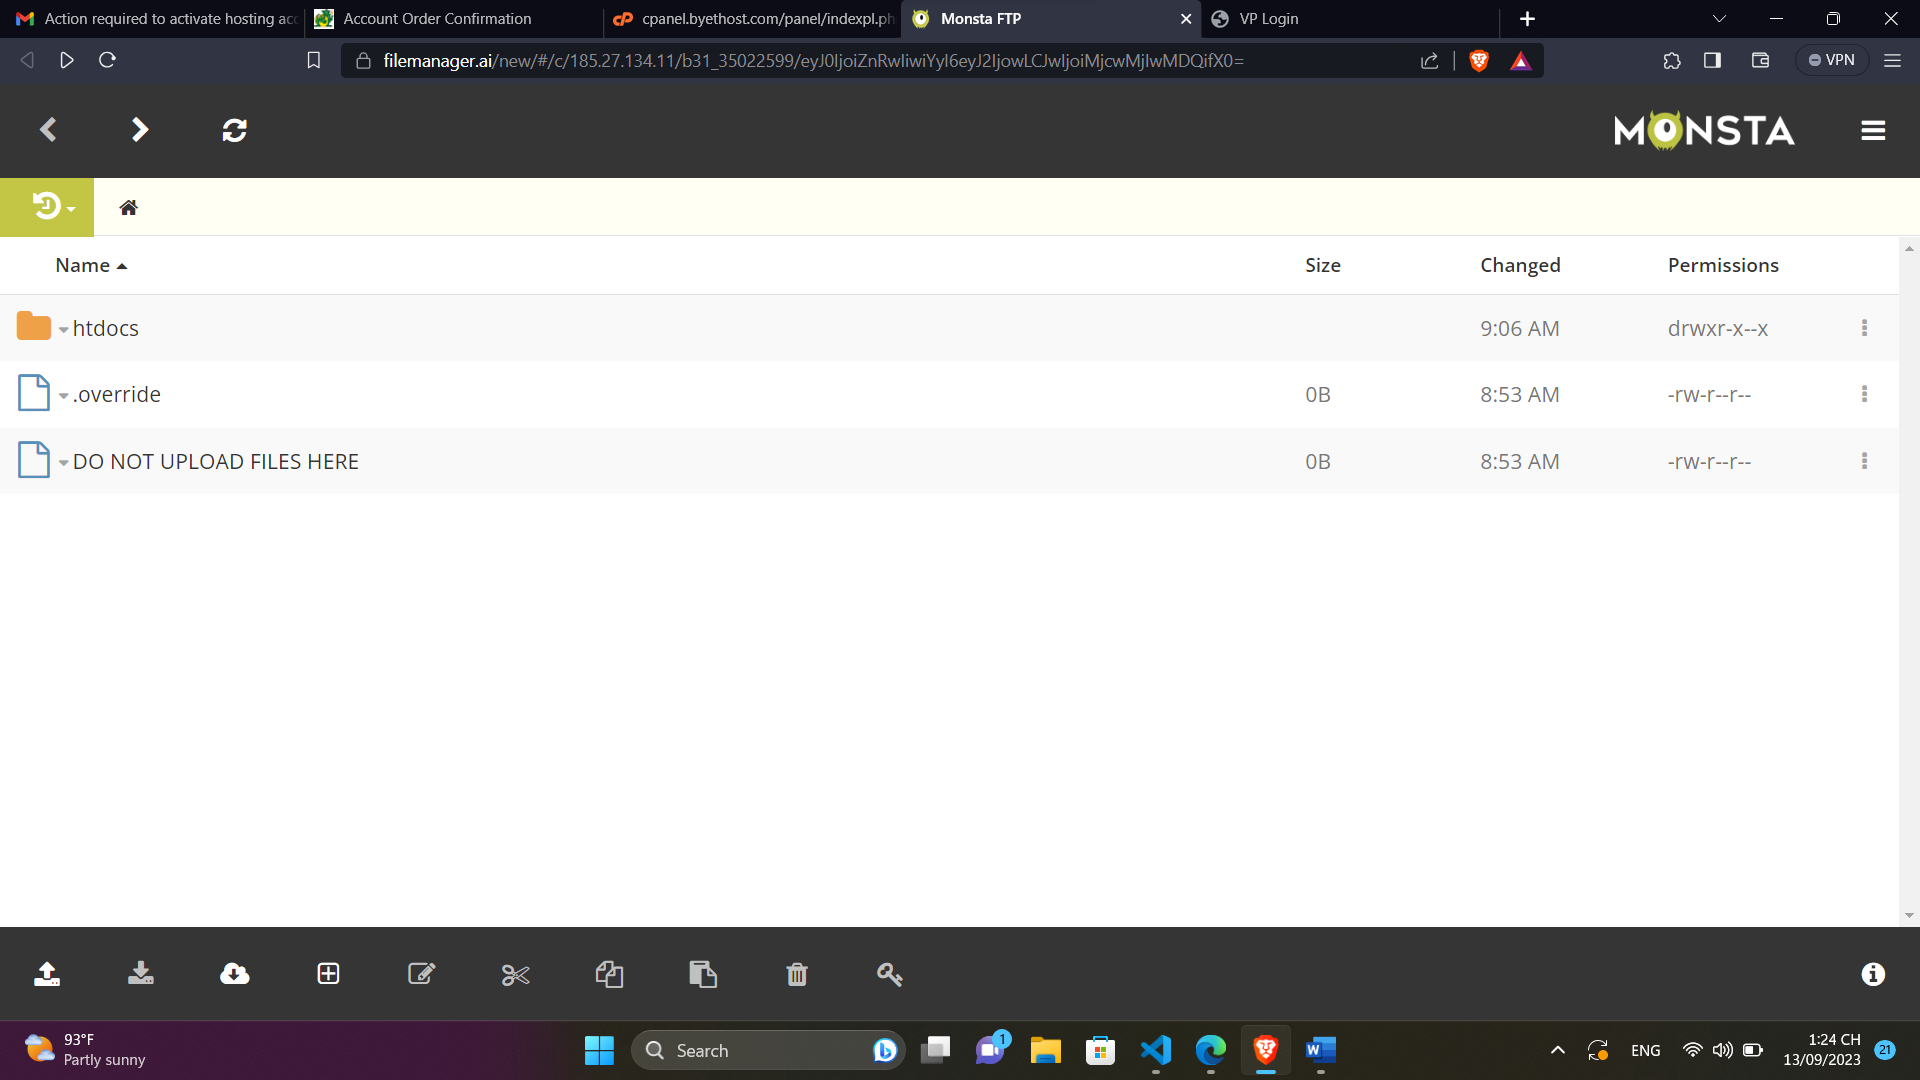 Action required to activate hosting acc
Account Order Confirmation
cpanel.byethost.com/panel/indexpl.ph
Monsta FTP
VP Login
filemanager.ai/new/#/c/185.27.134.11/b31_35022599/eyJ0IjoiZnRwIiwiYyI6eyJ2IjowLCJwIjoiMjcwMjIwMDQifX0=
VPN
MONSTA
Name Size Changed Permissions
htdocs 9:06 AM drwxr-x--x
.override 0B 8:53 AM -rw-r--r--
DO NOT UPLOAD FILES HERE 0B 8:53 AM -rw-r--r--
93°F
Partly sunny
Search
1
ENG
1:24 CH
13/09/2023
21